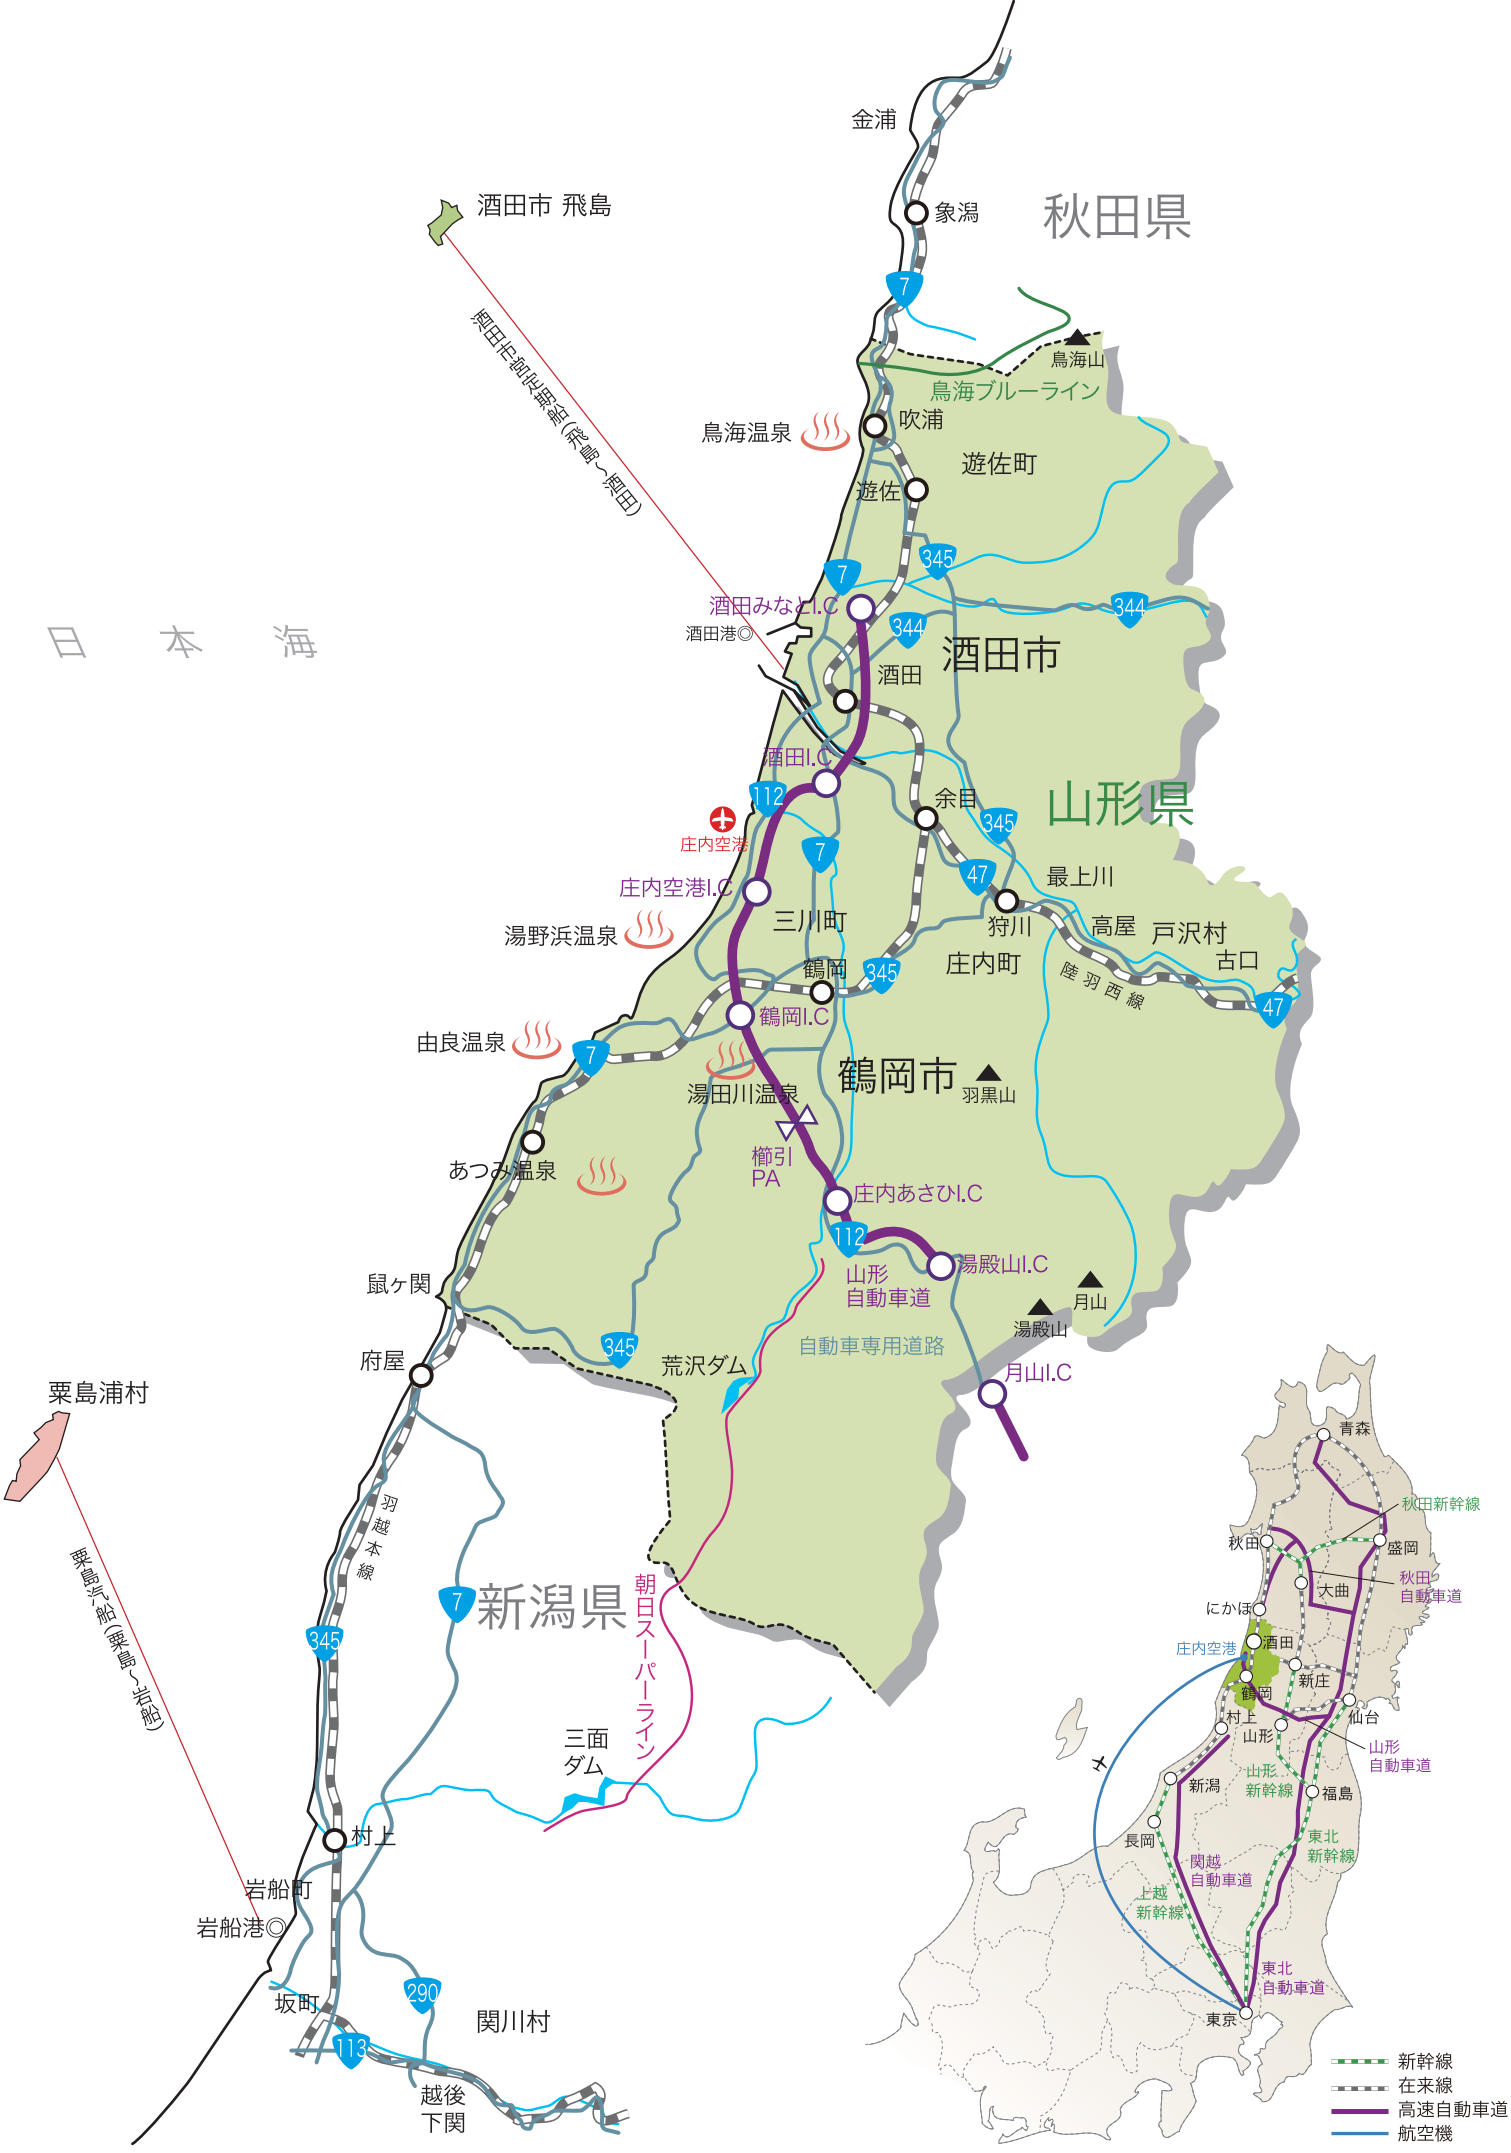 金浦
酒田市 飛島
秋田県
象潟
7
酒田市営定期船(飛島～酒田)
鳥海山
鳥海ブルーライン
吹浦
鳥海温泉
遊佐町
遊佐
345
7
酒田みなとI.C
344
344
酒田港◎
日本海
酒田市
酒田
酒田I.C
112
余目
山形県
345
庄内空港
7
47
最上川
庄内空港I.C
三川町
狩川
高屋
戸沢村
湯野浜温泉
庄内町
古口
鶴岡
345
陸羽西線
47
鶴岡I.C
由良温泉
7
鶴岡市
湯田川温泉
羽黒山
櫛引
PA
あつみ温泉
庄内あさひI.C
112
湯殿山I.C
山形
自動車道
鼠ヶ関
月山
湯殿山
345
自動車専用道路
府屋
荒沢ダム
月山I.C
粟島浦村
羽越本線
粟島汽船(粟島～岩船)
7
新潟県
朝日スーパーライン
345
三面
ダム
村上
岩船町
岩船港◎
坂町
290
関川村
113
越後
下関
青森
秋田新幹線
秋田
盛岡
大曲
秋田
自動車道
にかほ
酒田
庄内空港
新庄
鶴岡
村上
山形
仙台
山形
自動車道
新潟
山形
新幹線
福島
長岡
東北
新幹線
関越
自動車道
上越
新幹線
東北
自動車道
東京
新幹線
在来線
高速自動車道
航空機